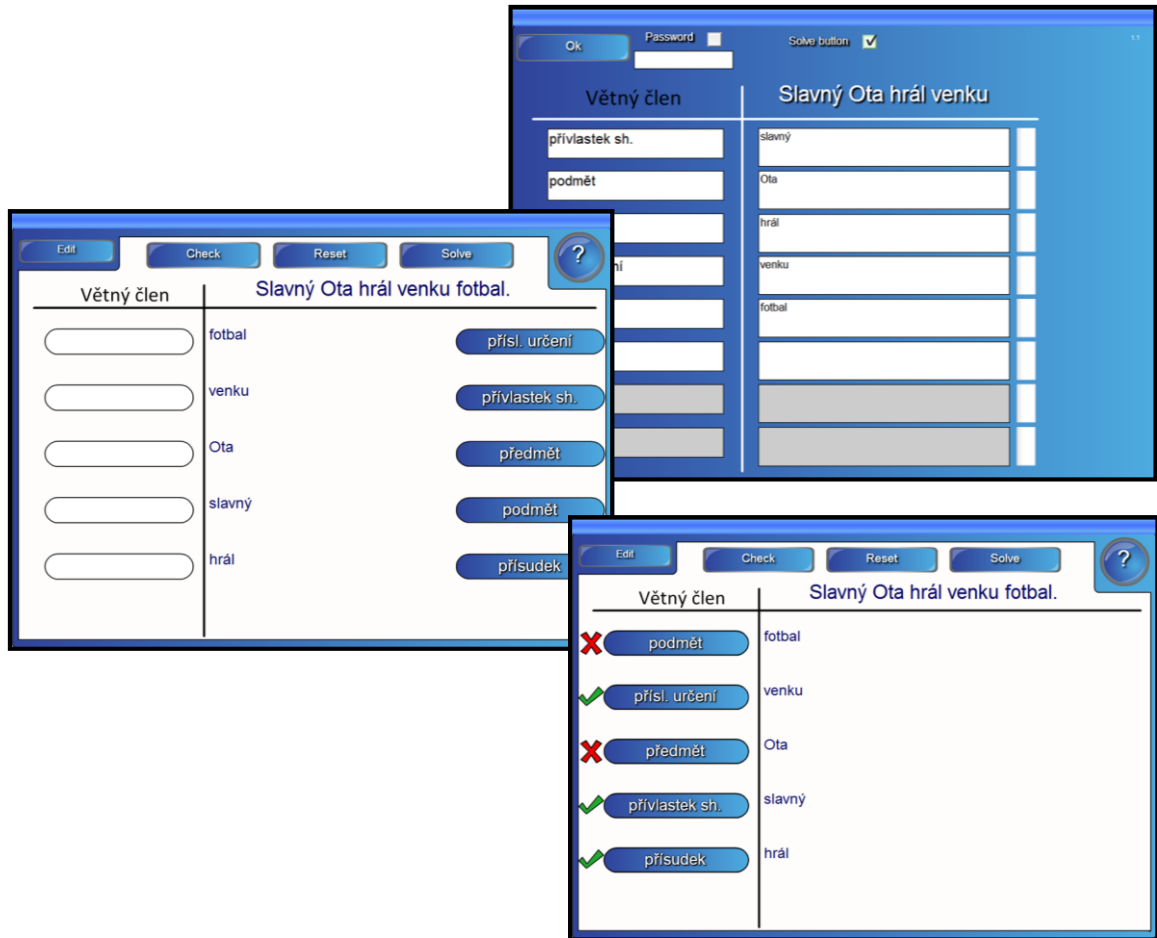 Ok
Password
Solve button
1.1
Větný člen
Slavný Ota hrál venku
přívlastek sh.
slavný
podmět
Ota
hrál
ní
venku
fotbal
Edit
Check
Reset
Solve
?
Větný člen
Slavný Ota hrál venku fotbal.
fotbal
přísl. určení
venku
přívlastek sh.
Ota
předmět
slavný
podmět
hrál
přísudek
Edit
Check
Reset
Solve
?
Větný člen
Slavný Ota hrál venku fotbal.
podmět
fotbal
přísl. určení
venku
předmět
Ota
přívlastek sh.
slavný
přísudek
hrál